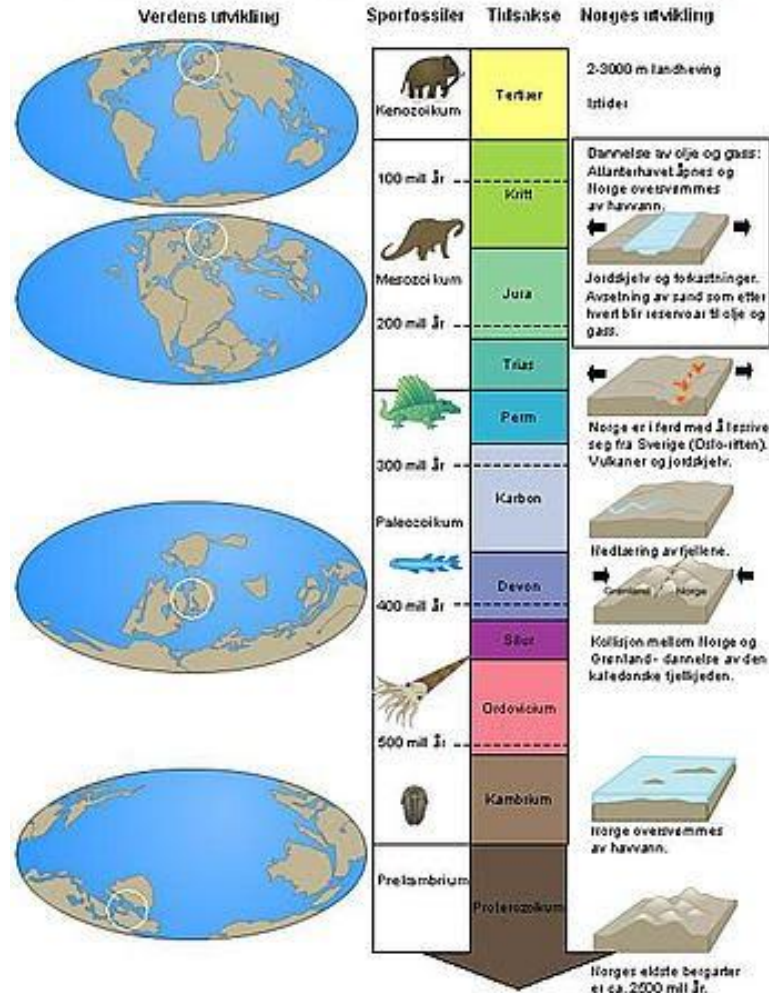 Verdens utvikling
Sporfossiler
Tidsakse
Norges utvikling
Kenozoikum
Tertiær
2-3000 m landheving
Istider
100 mill år
Kritt
Dannelse av olje og gass:
Atlanterhavet åpnes og
Norge oversvømmes
av havvann.
Mesozoikum
Jura
Jordskjelv og forkastninger.
Avsetning av sand som etter
hvert blir reservoar til olje og
gass.
200 mill år
Trias
Perm
Norge er i ferd med å løsrive
seg fra Sverige (Oslo-riften).
Vulkaner og jordskjelv.
300 mill år
Karbon
Paleozoikum
Nedtæring av fjellene.
Devon
Grønland
Norge
400 mill år
Silur
Kollisjon mellom Norge og
Grønland- dannelse av den
kaledonske fjellkjeden.
Ordovicium
500 mill år
Kambrium
Norge oversvømmes
av havvann.
Prekambrium
Proterozoikum
Norges eldste bergarter
er ca. 2500 mill år.